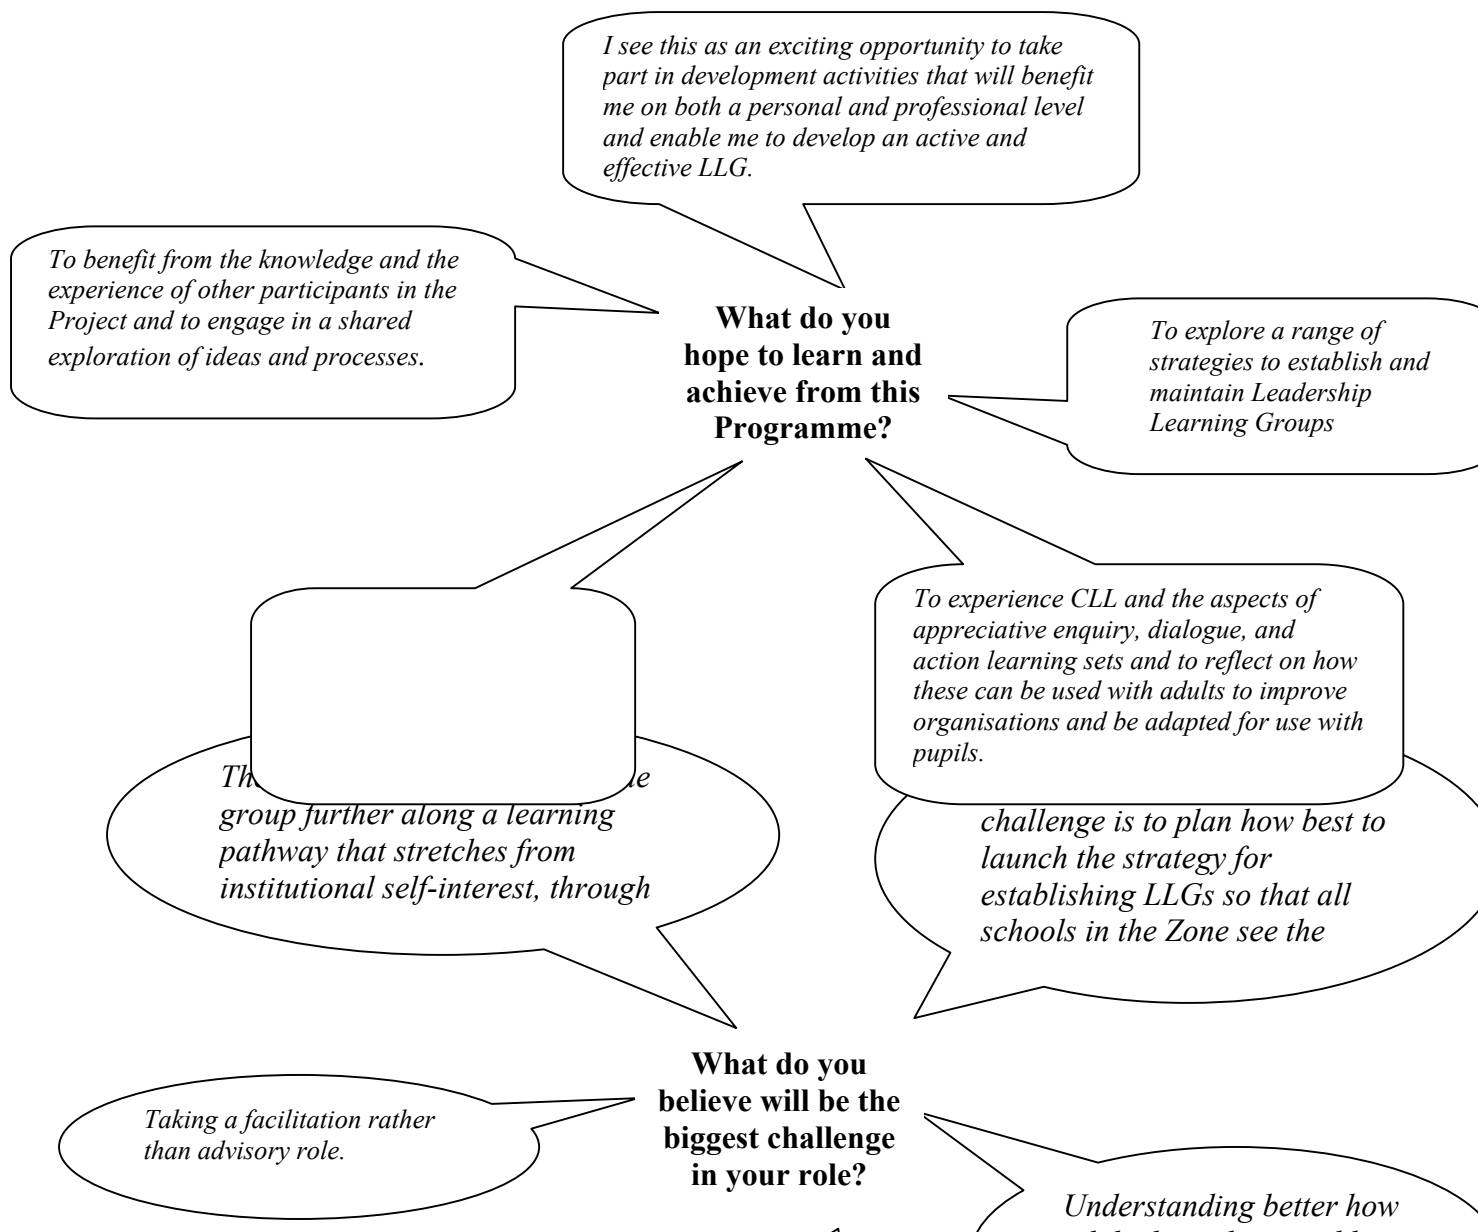 I see this as an exciting opportunity to take
part in development activities that will benefit
me on both a personal and professional level
and enable me to develop an active and
effective LLG.
To benefit from the knowledge and the
experience of other participants in the
Project and to engage in a shared
exploration of ideas and processes.
What do you
hope to learn and
achieve from this
Programme?
To explore a range of
strategies to establish and
maintain Leadership
Learning Groups
To experience CLL and the aspects of
appreciative enquiry, dialogue, and
action learning sets and to reflect on how
these can be used with adults to improve
organisations and be adapted for use with
pupils.
group further along a learning
pathway that stretches from
institutional self-interest, through
challenge is to plan how best to
launch the strategy for
establishing LLGs so that all
schools in the Zone see the
What do you
believe will be the
biggest challenge
in your role?
Taking a facilitation rather
than advisory role.
Understanding better how